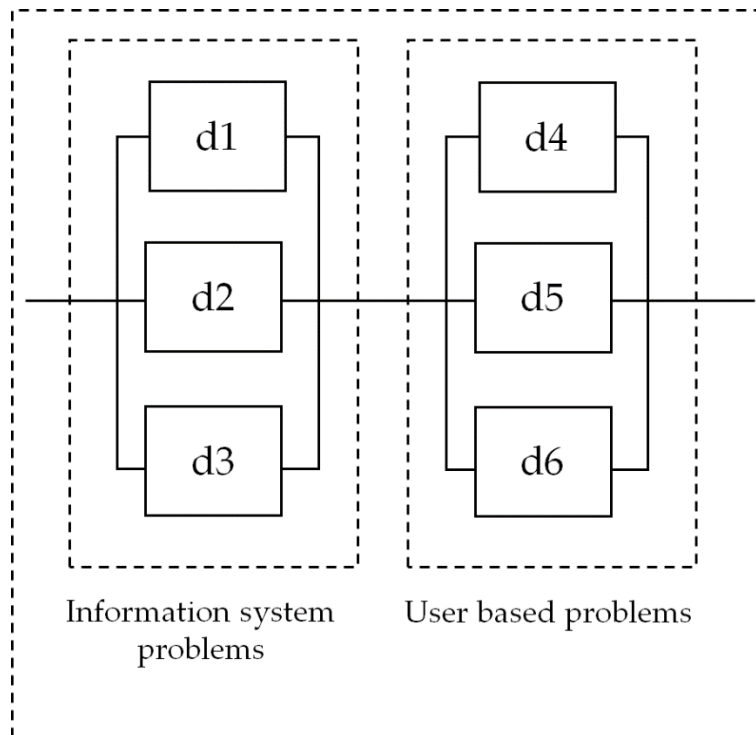 d1
d2
d3
d4
d5
d6
Information system
problems
User based problems